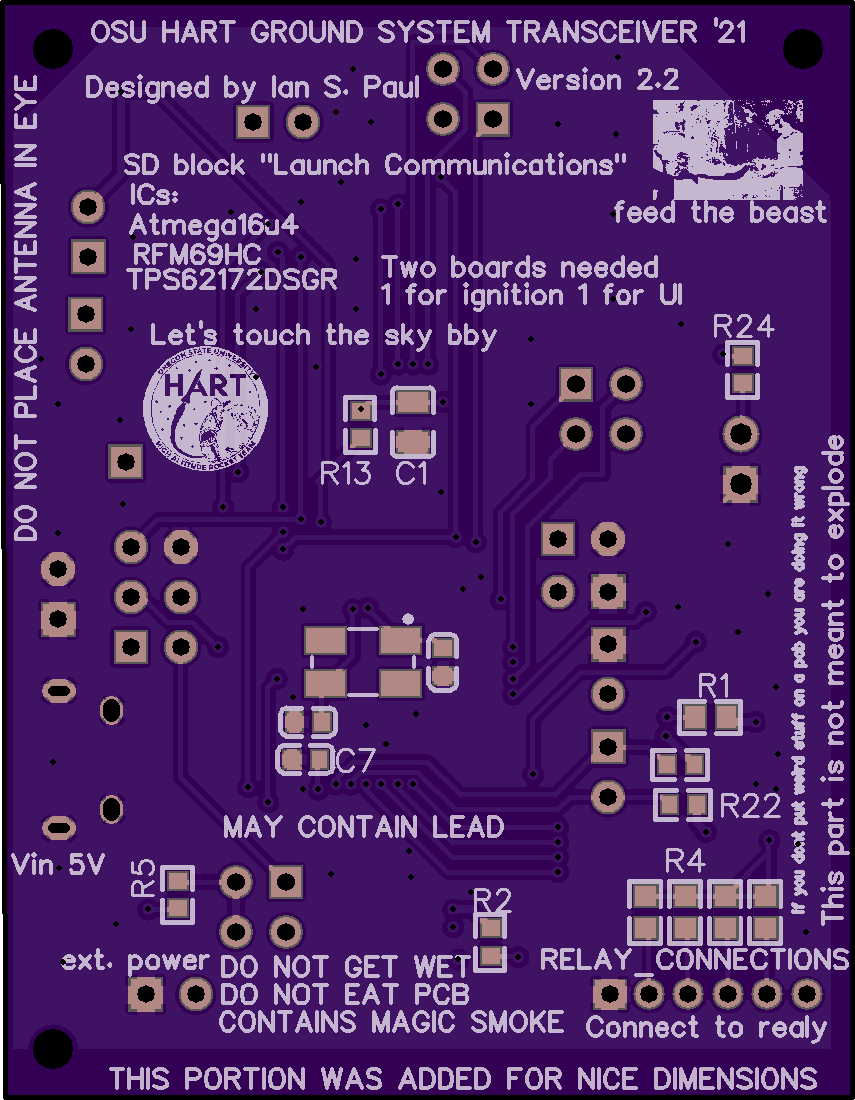 OSU HART GROUND SYSTEM TRANSCEIVER '21
Designed by Ian S. Paul
Version 2.2
DO NOT PLACE ANTENNA IN EYE
SD block "Launch Communications"
ICs:
Atmega16u4
RFM69HC
TPS62172DSGR
feed the beast
Two boards needed
1 for ignition 1 for UI
Let's touch the sky bby
OREGON STATE UNIVERSITY
HART
HIGH ALTITUDE ROCKET TEAM
R24
R13
C1
If you dont put weird stuff on a pcb you are doing it wrong
This part is not meant to explode
R1
C7
R22
MAY CONTAIN LEAD
Vin 5V
R5
R4
R2
ext. power
DO NOT GET WET
DO NOT EAT PCB
CONTAINS MAGIC SMOKE
RELAY_CONNECTIONS
Connect to realy
THIS PORTION WAS ADDED FOR NICE DIMENSIONS